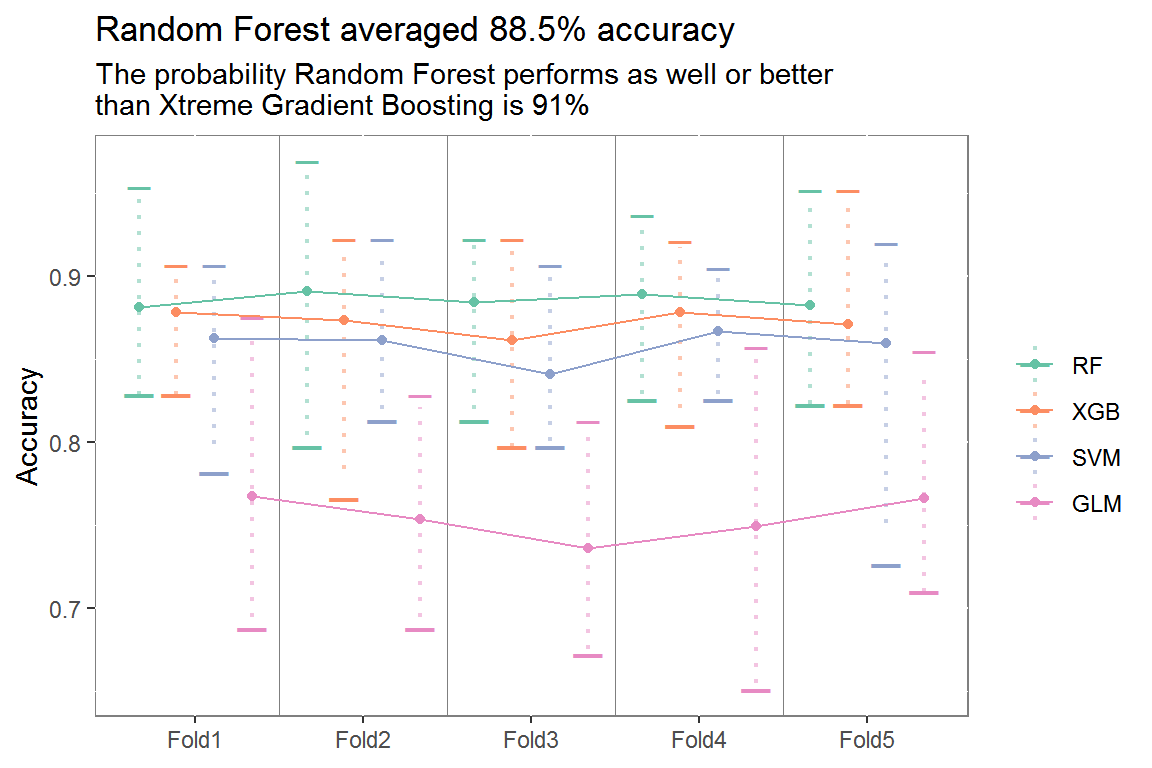 Random Forest averaged 88.5% accuracy
The probability Random Forest performs as well or better
than Xtreme Gradient Boosting is 91%
Accuracy
0.9
0.8
0.7
Fold1
Fold2
Fold3
Fold4
Fold5
RF
XGB
SVM
GLM